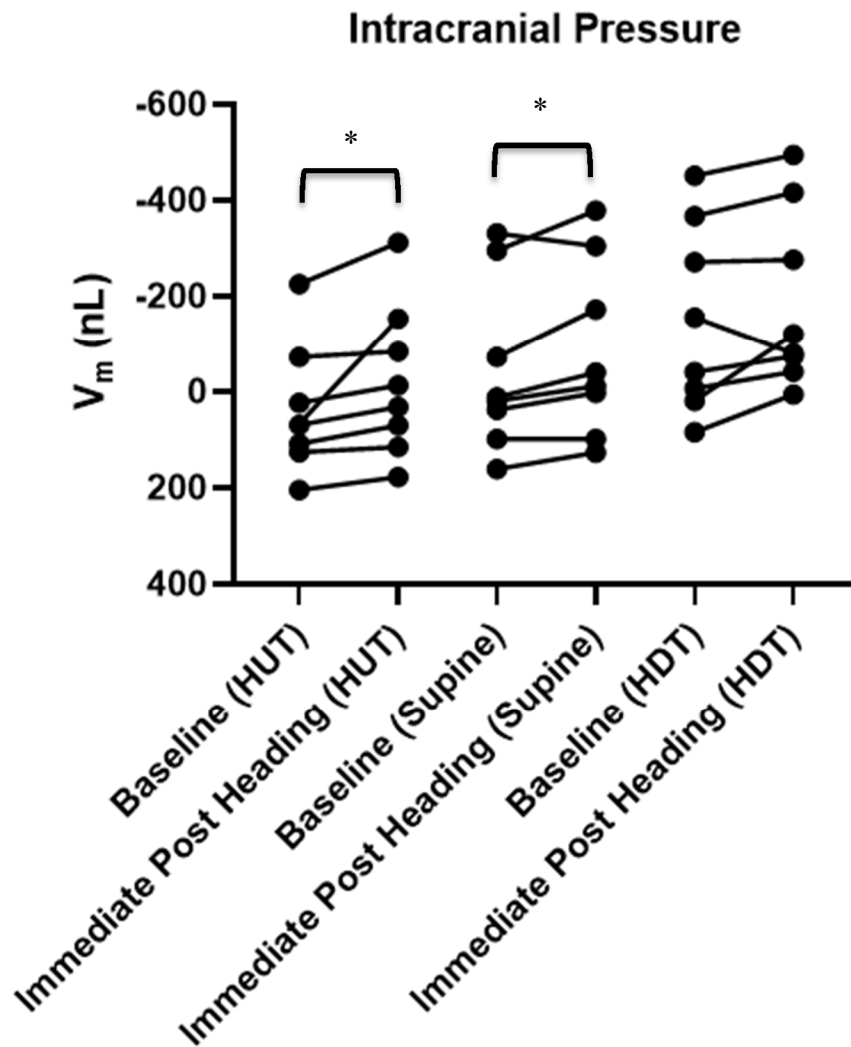 Intracranial Pressure
* *
-600
-400
-200
0
200
400
Vₘ (nL)
Baseline (HUT)
Immediate Post Heading (HUT)
Baseline (Supine)
Immediate Post Heading (Supine)
Baseline (HDT)
Immediate Post Heading (HDT)